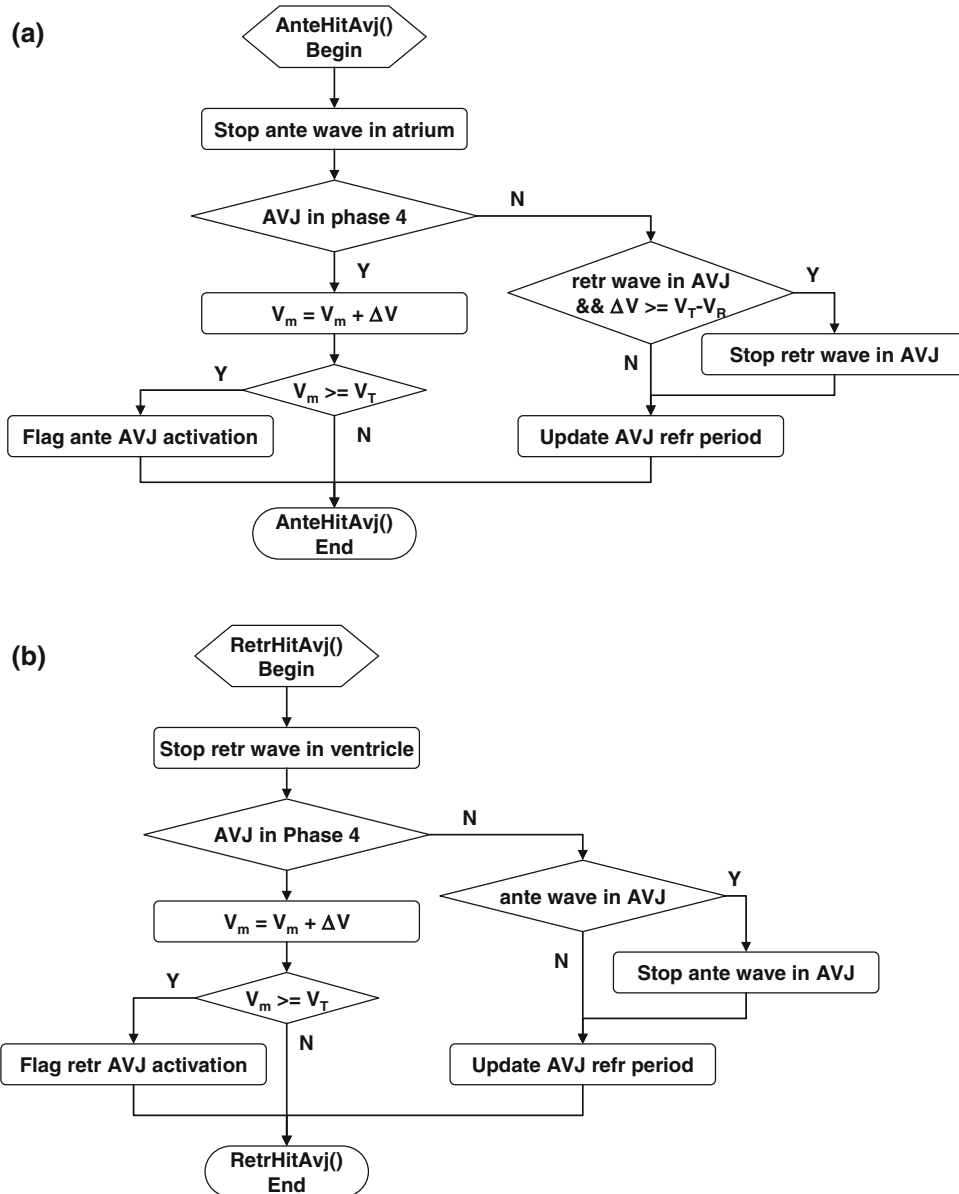 (a)
AnteHitAvj()
Begin
Stop ante wave in atrium
AVJ in phase 4
N
Y
retr wave in AVJ
&& ΔV >= VT-VR
Y
Vm = Vm + ΔV
Stop retr wave in AVJ
N
Y
Vm >= VT
Flag ante AVJ activation
N
Update AVJ refr period
AnteHitAvj()
End
(b)
RetrHitAvj()
Begin
Stop retr wave in ventricle
AVJ in Phase 4
N
ante wave in AVJ
Y
Vm = Vm + ΔV
N
Stop ante wave in AVJ
Y
Vm >= VT
N
Flag retr AVJ activation
Update AVJ refr period
RetrHitAvj()
End